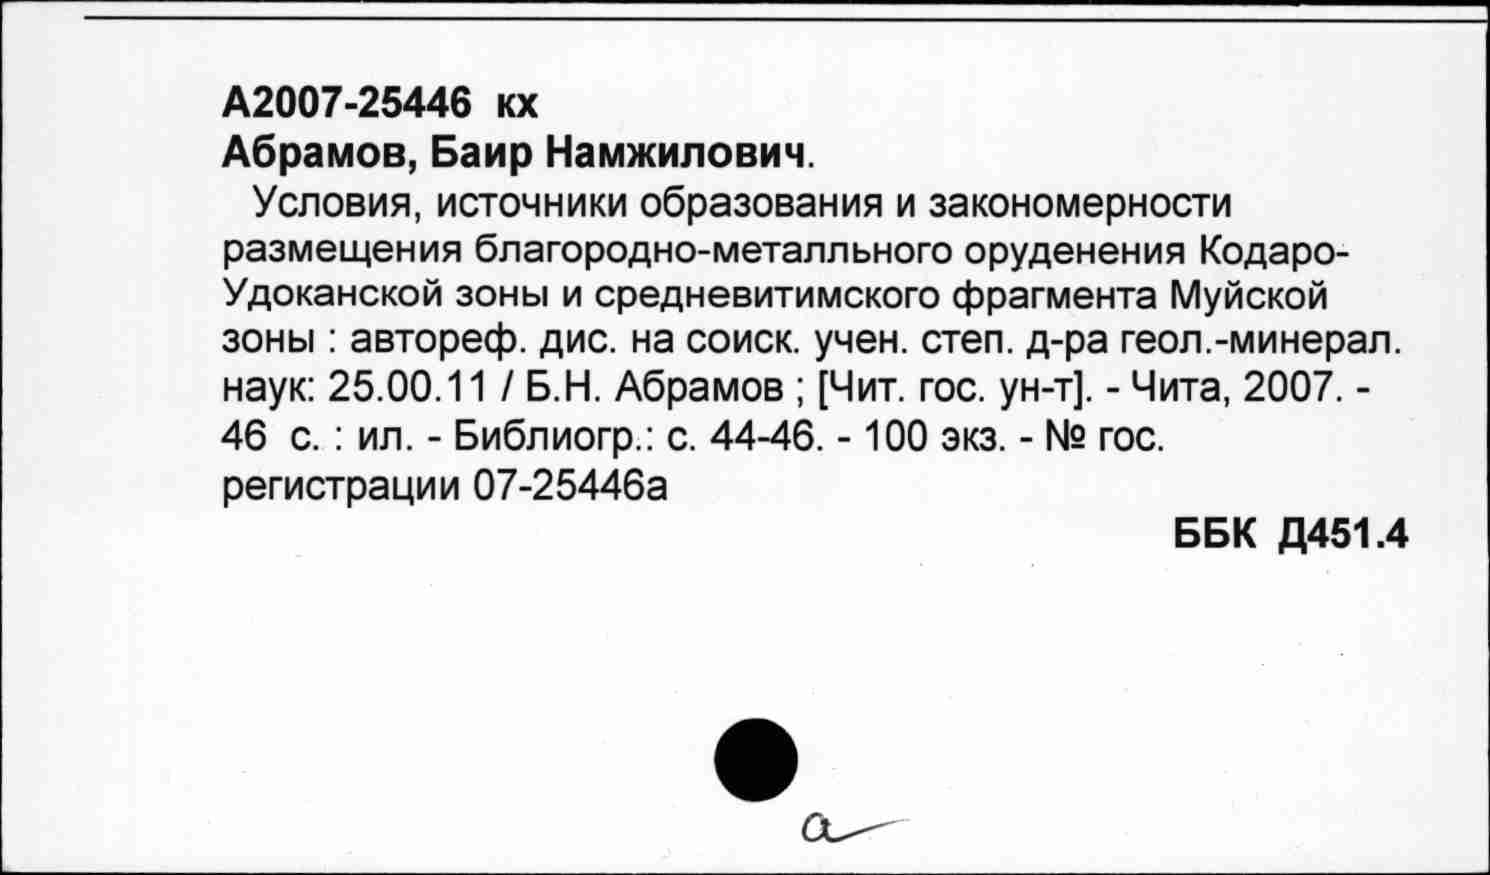 А2007-25446 кх
Абрамов, Баир Намжилович.
Условия, источники образования и закономерности
размещения благородно-металльного оруденения Кодаро-
Удоканской зоны и средневитимского фрагмента Муйской
зоны : автореф. дис. на соиск. учен. степ. д-ра геол.-минерал.
наук: 25.00.11 / Б.Н. Абрамов ; [Чит. гос. ун-т]. - Чита, 2007. -
46 с. : ил. - Библиогр.: с. 44-46. - 100 экз. - № гос.
регистрации 07-25446а
ББК Д451.4
а